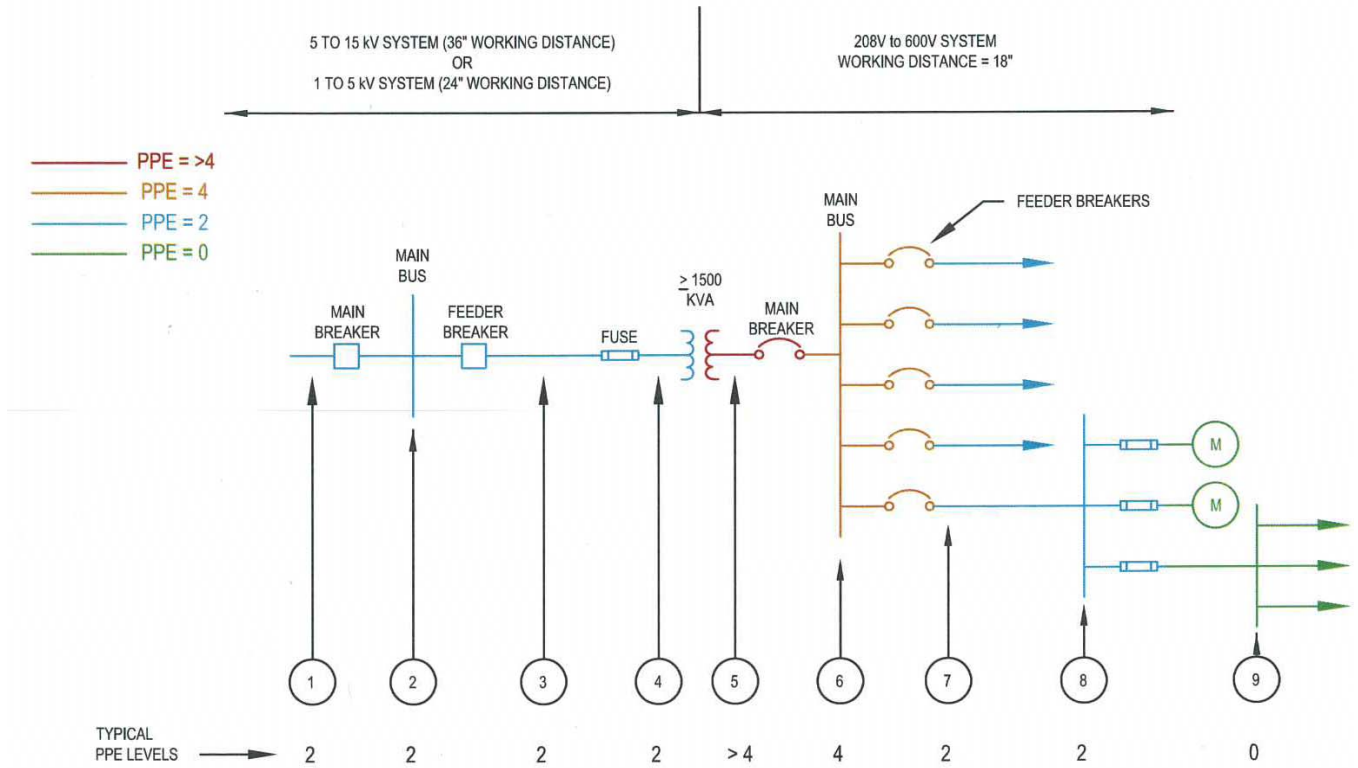 5 TO 15 kV SYSTEM (36" WORKING DISTANCE)
OR
1 TO 5 kV SYSTEM (24" WORKING DISTANCE)
208V to 600V SYSTEM
WORKING DISTANCE = 18"
PPE = >4
PPE = 4
PPE = 2
PPE = 0
MAIN
BREAKER
MAIN
BUS
FEEDER
BREAKER
FUSE
≥ 1500
KVA
MAIN
BREAKER
MAIN
BUS
FEEDER BREAKERS
M
M
1
2
3
4
5
6
7
8
9
TYPICAL
PPE LEVELS
2
2
2
2
> 4
4
2
2
0